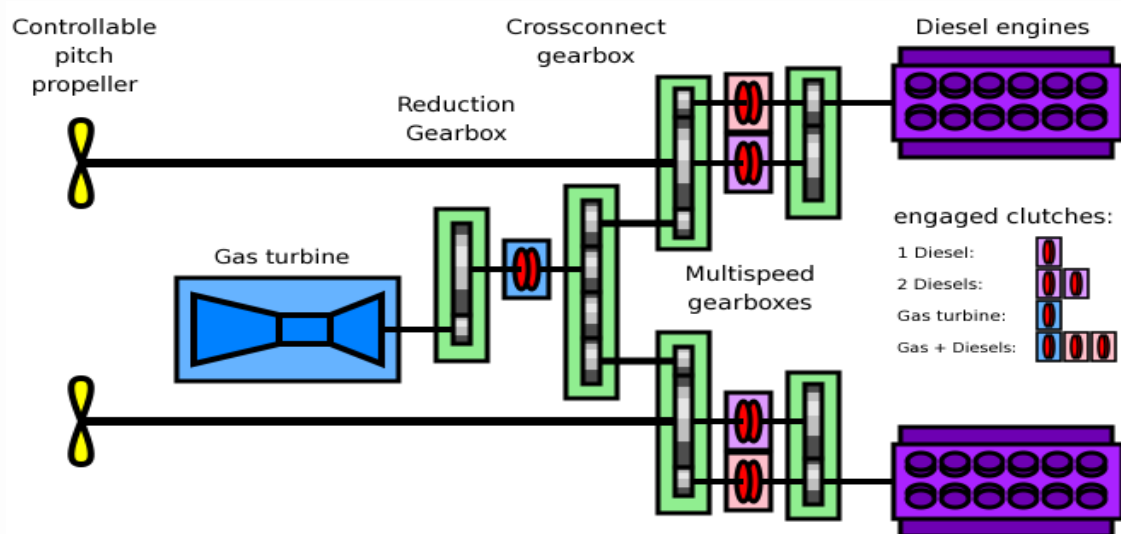 Controllable
pitch
propeller
Crossconnect
gearbox
Diesel engines
Reduction
Gearbox
Gas turbine
Multispeed
gearboxes
engaged clutches:
1 Diesel:
2 Diesels:
Gas turbine:
Gas + Diesels: